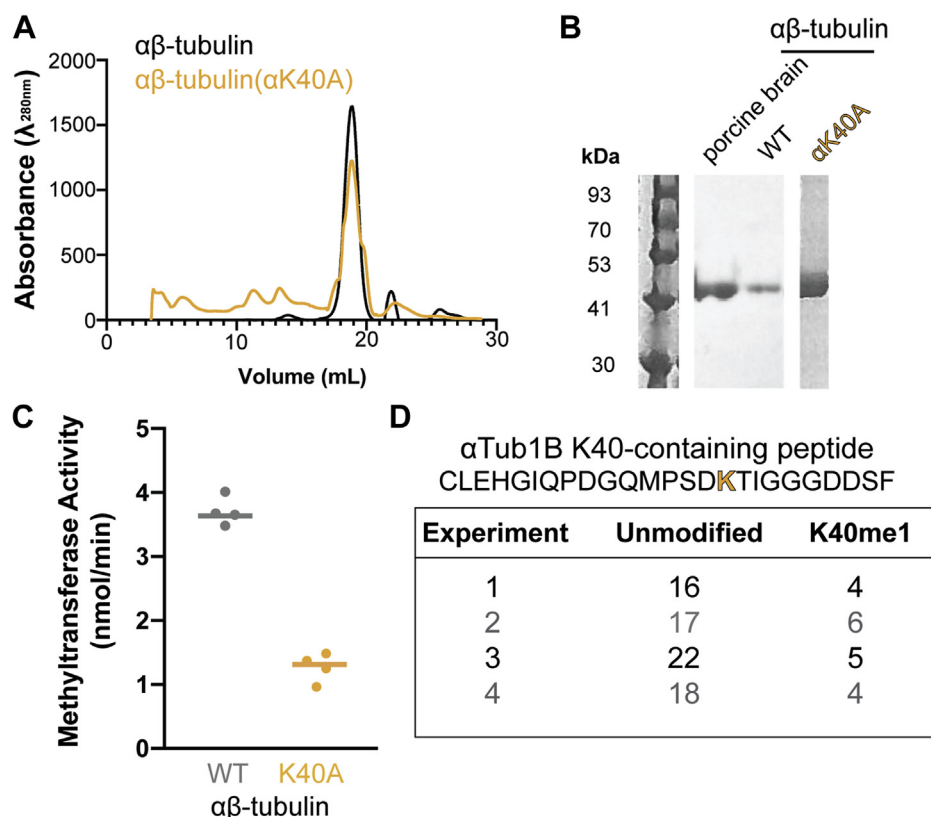 A
αβ-tubulin
αβ-tubulin(αK40A)
Absorbance (λ280nm)
2000
1500
1000
500
0
0 10 20 30
Volume (mL)
B
αβ-tubulin
porcine brain
WT
αK40A
kDa
93
70
53
41
30
C
Methyltransferase Activity
(nmol/min)
5
4
3
2
1
0
WT K40A
αβ-tubulin
D
αTub1B K40-containing peptide
CLEHGIQPDGQMPSDKTIGGGDDSF
Experiment Unmodified K40me1
1 16 4
2 17 6
3 22 5
4 18 4